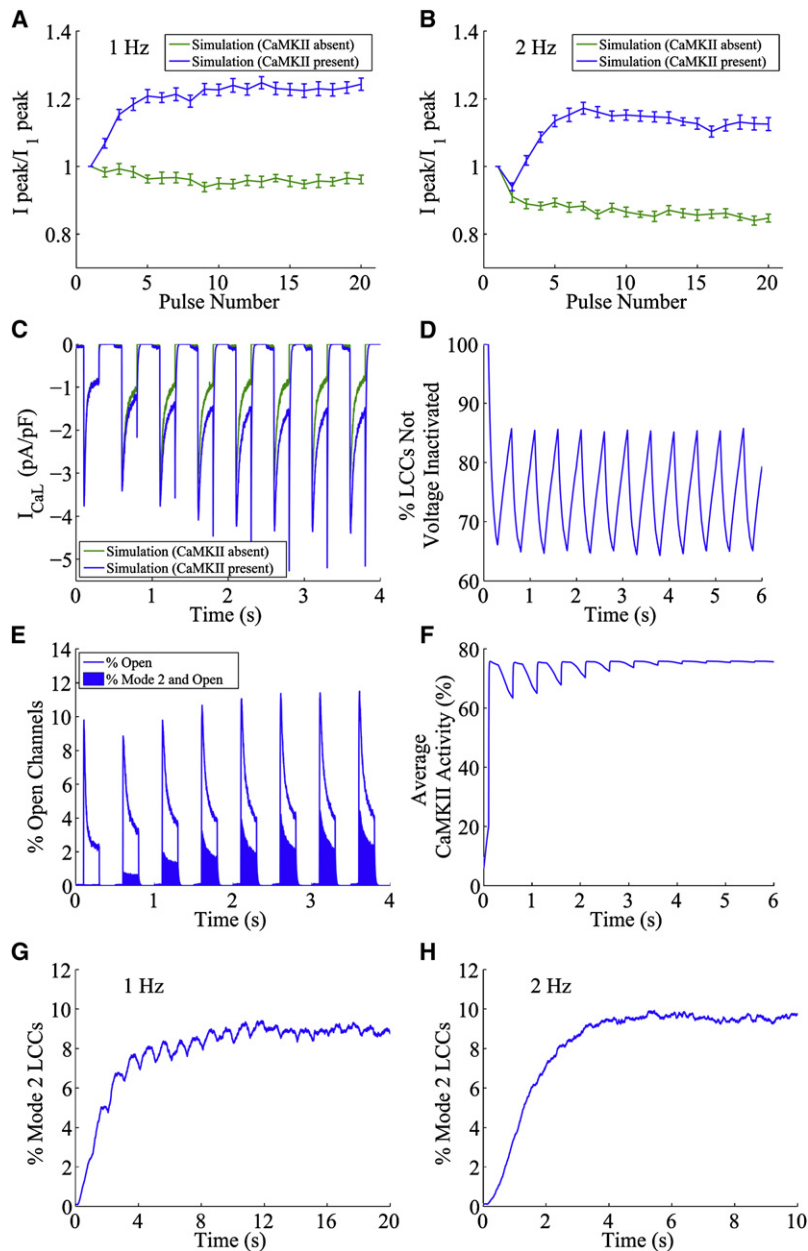 A
1 Hz
Simulation (CaMKII absent)
Simulation (CaMKII present)
1.4
1.2
1
0.8
I peak/I 1 peak
0 5 10 15 20
Pulse Number
B
2 Hz
Simulation (CaMKII absent)
Simulation (CaMKII present)
1.4
1.2
1
0.8
I peak/I 1 peak
0 5 10 15 20
Pulse Number
C
0
−1
−2
−3
−4
−5
I CaL (pA/pF)
Simulation (CaMKII absent)
Simulation (CaMKII present)
0 1 2 3 4
Time (s)
D
100
90
80
70
60
% LCCs Not
Voltage Inactivated
0 1 2 3 4 5 6
Time (s)
E
14
12
10
8
6
4
2
0
% Open Channels
% Open
% Mode 2 and Open
0 1 2 3 4
Time (s)
F
80
60
40
20
0
Average
CaMKII Activity (%)
0 1 2 3 4 5 6
Time (s)
G
1 Hz
12
10
8
6
4
2
0
% Mode 2 LCCs
0 4 8 12 16 20
Time (s)
H
2 Hz
12
10
8
6
4
2
0
% Mode 2 LCCs
0 2 4 6 8 10
Time (s)